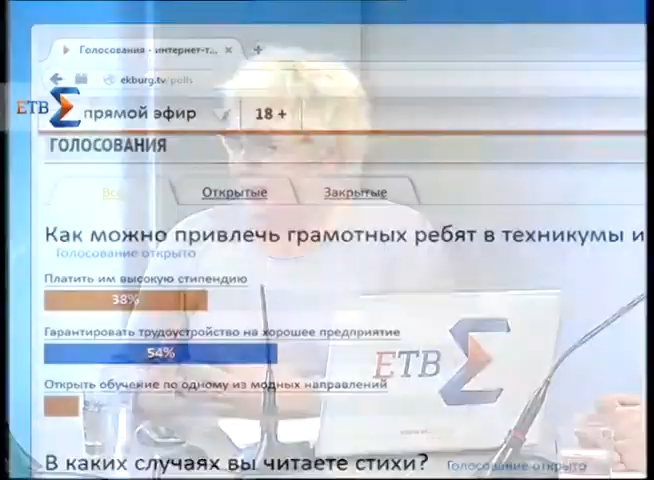 Голосования - интернет-т...
ekburg.tv/polls
ЕТВ прямой эфир 18 +
ГОЛОСОВАНИЯ
Все Открытые Закрытые
Как можно привлечь грамотных ребят в техникумы и
Голосование открыто
Платить им высокую стипендию
38%
Гарантировать трудоустройство на хорошее предприятие
54%
ЕТВ
Открыть обучение по одному из модных направлений
8%
В каких случаях вы читаете стихи? Голосование открыто